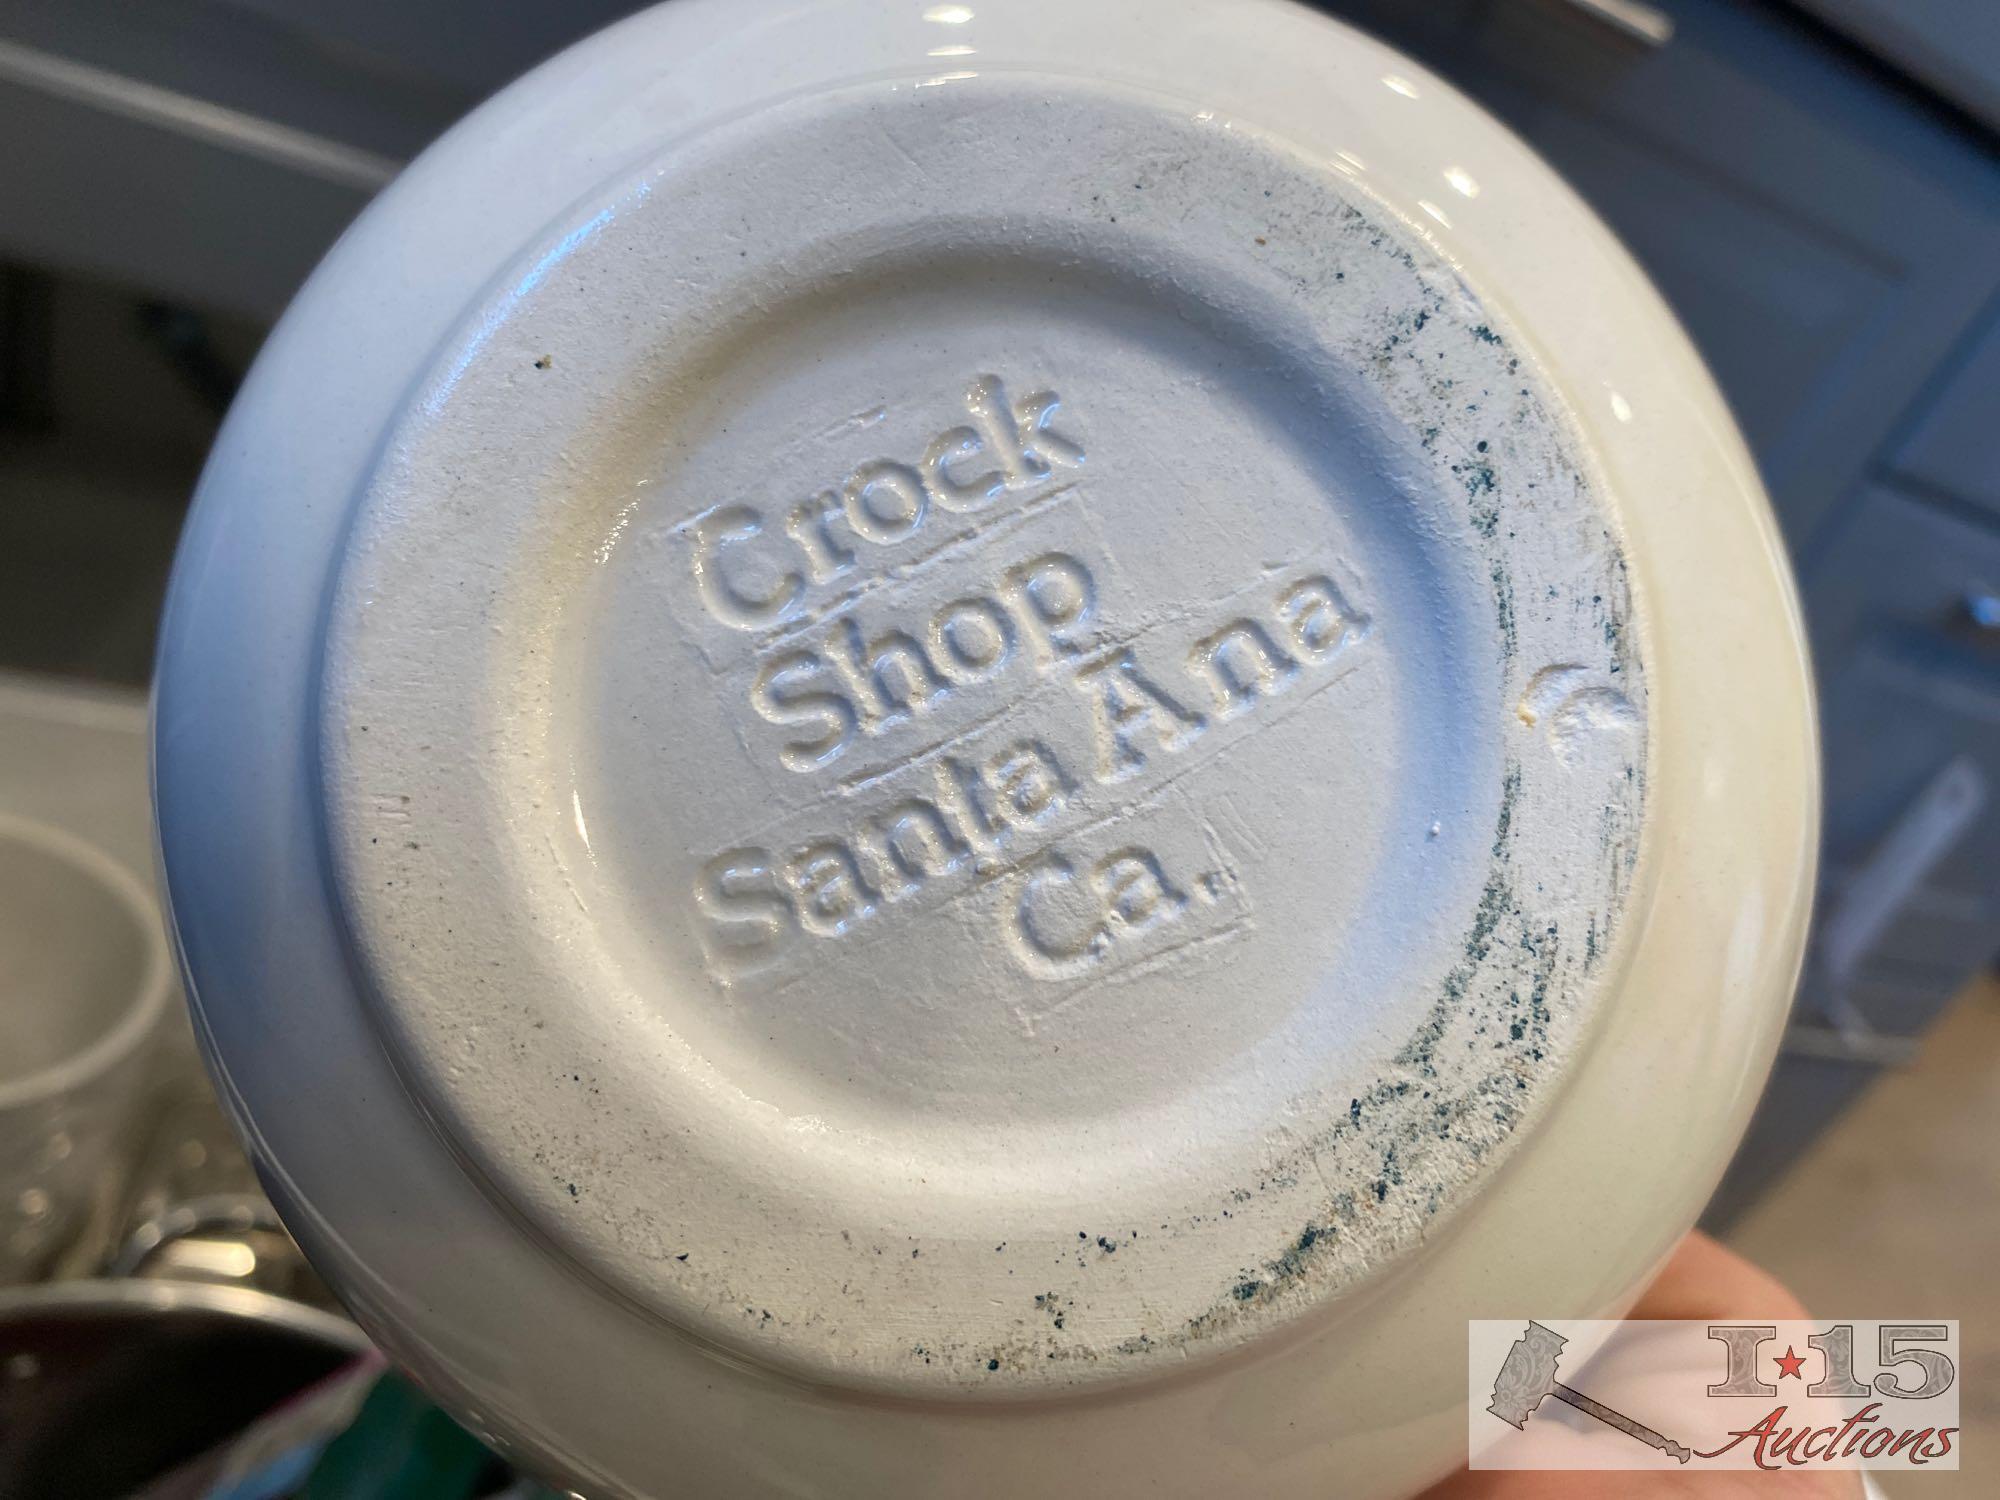 Crock
Shop
Santa Ana
Ca.
I★15
Auctions